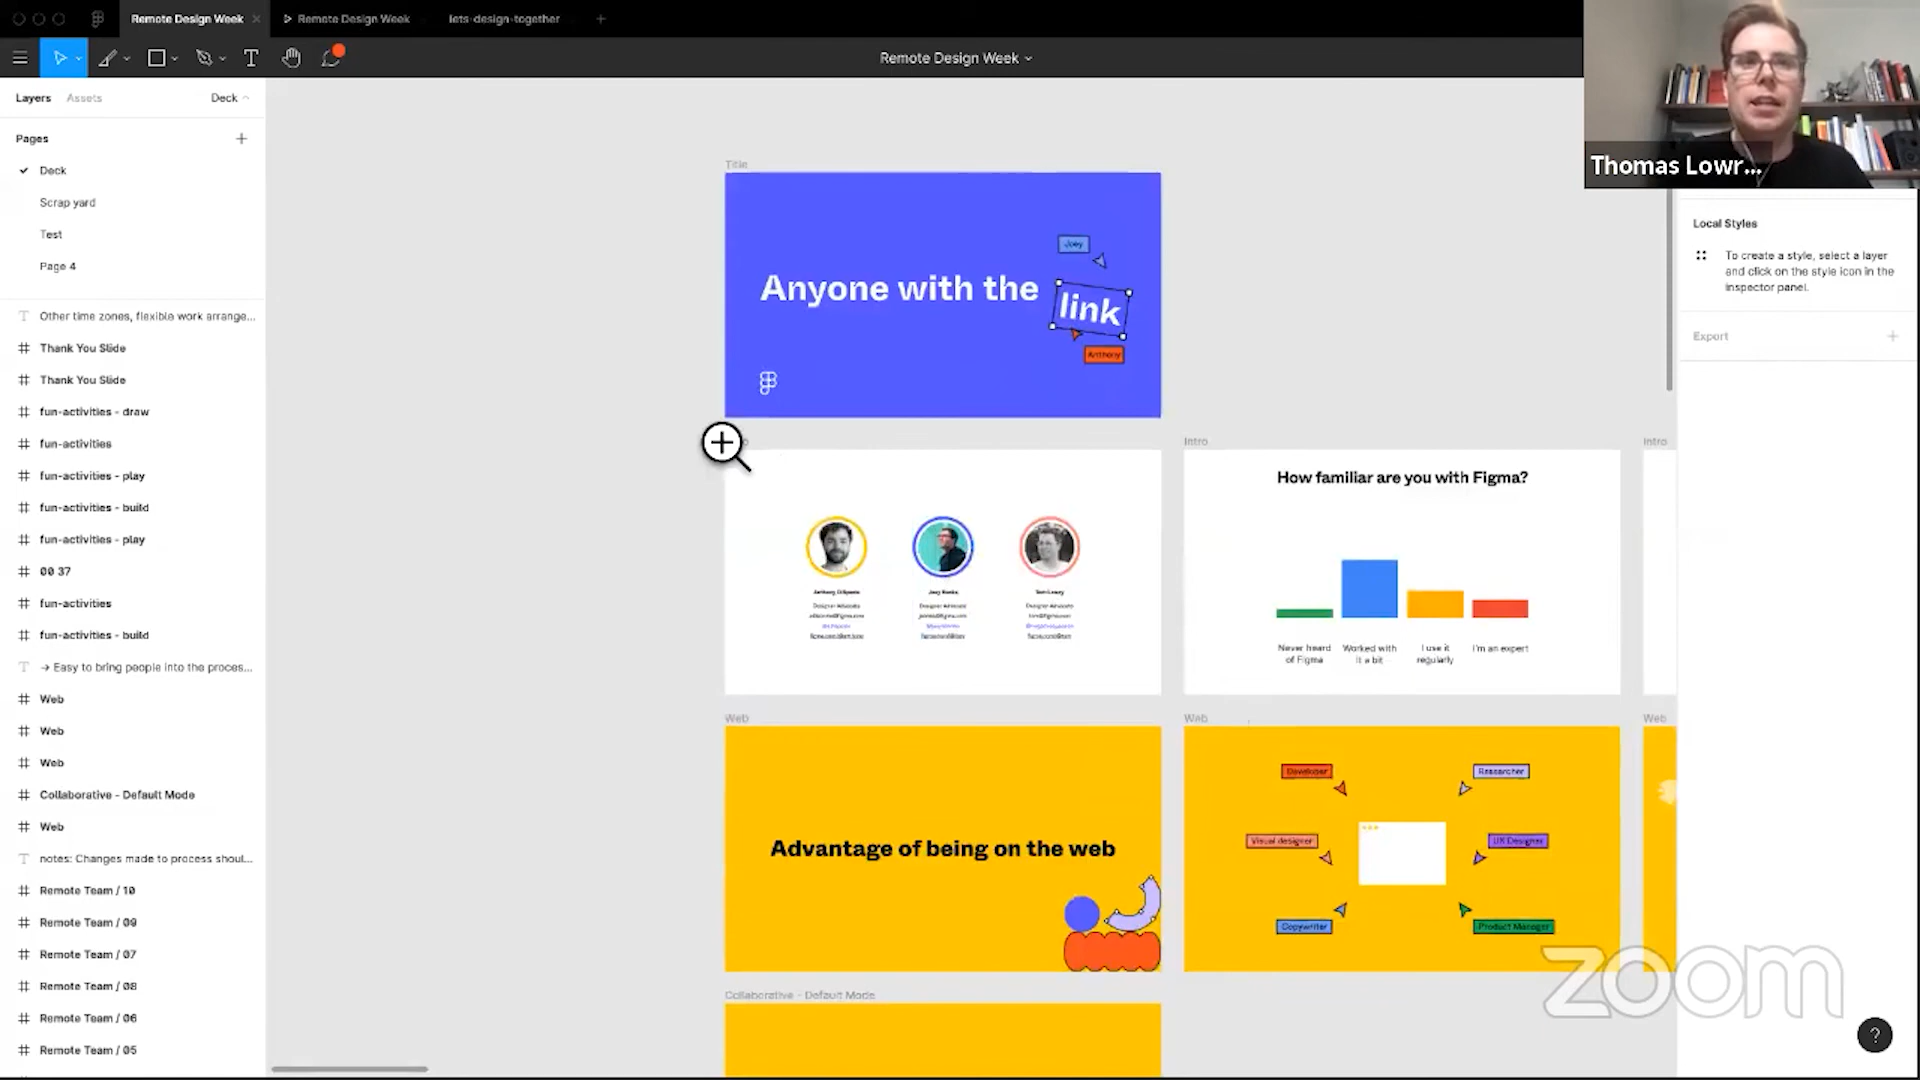 Remote Design Week
Remote Design Week
lets-design-together
Remote Design Week
Thomas Lowr...
Layers
Assets
Deck
Pages
Deck
Scrap yard
Test
Page 4
Other time zones, flexible work arrange...
Thank You Slide
Thank You Slide
fun-activities - draw
fun-activities
fun-activities - play
fun-activities - build
fun-activities - play
00 37
fun-activities
fun-activities - build
→ Easy to bring people into the proces...
Web
Web
Web
Collaborative - Default Mode
Web
notes: Changes made to process shoul...
Remote Team / 10
Remote Team / 09
Remote Team / 07
Remote Team / 08
Remote Team / 06
Remote Team / 05
Title
Anyone with the
link
Joey
Anthony
Intro
Intro
How familiar are you with Figma?
Never heard
of Figma
Worked with
it a bit
I use it
regularly
I'm an expert
Designer Advocate
Designer Advocate
Designer Advocate
Web
Web
Web
Advantage of being on the web
Developer
Researcher
Visual designer
UX Designer
Copywriter
Product Manager
Collaborative - Default Mode
Local Styles
To create a style, select a layer
and click on the style icon in the
inspector panel.
Export
zoom
?